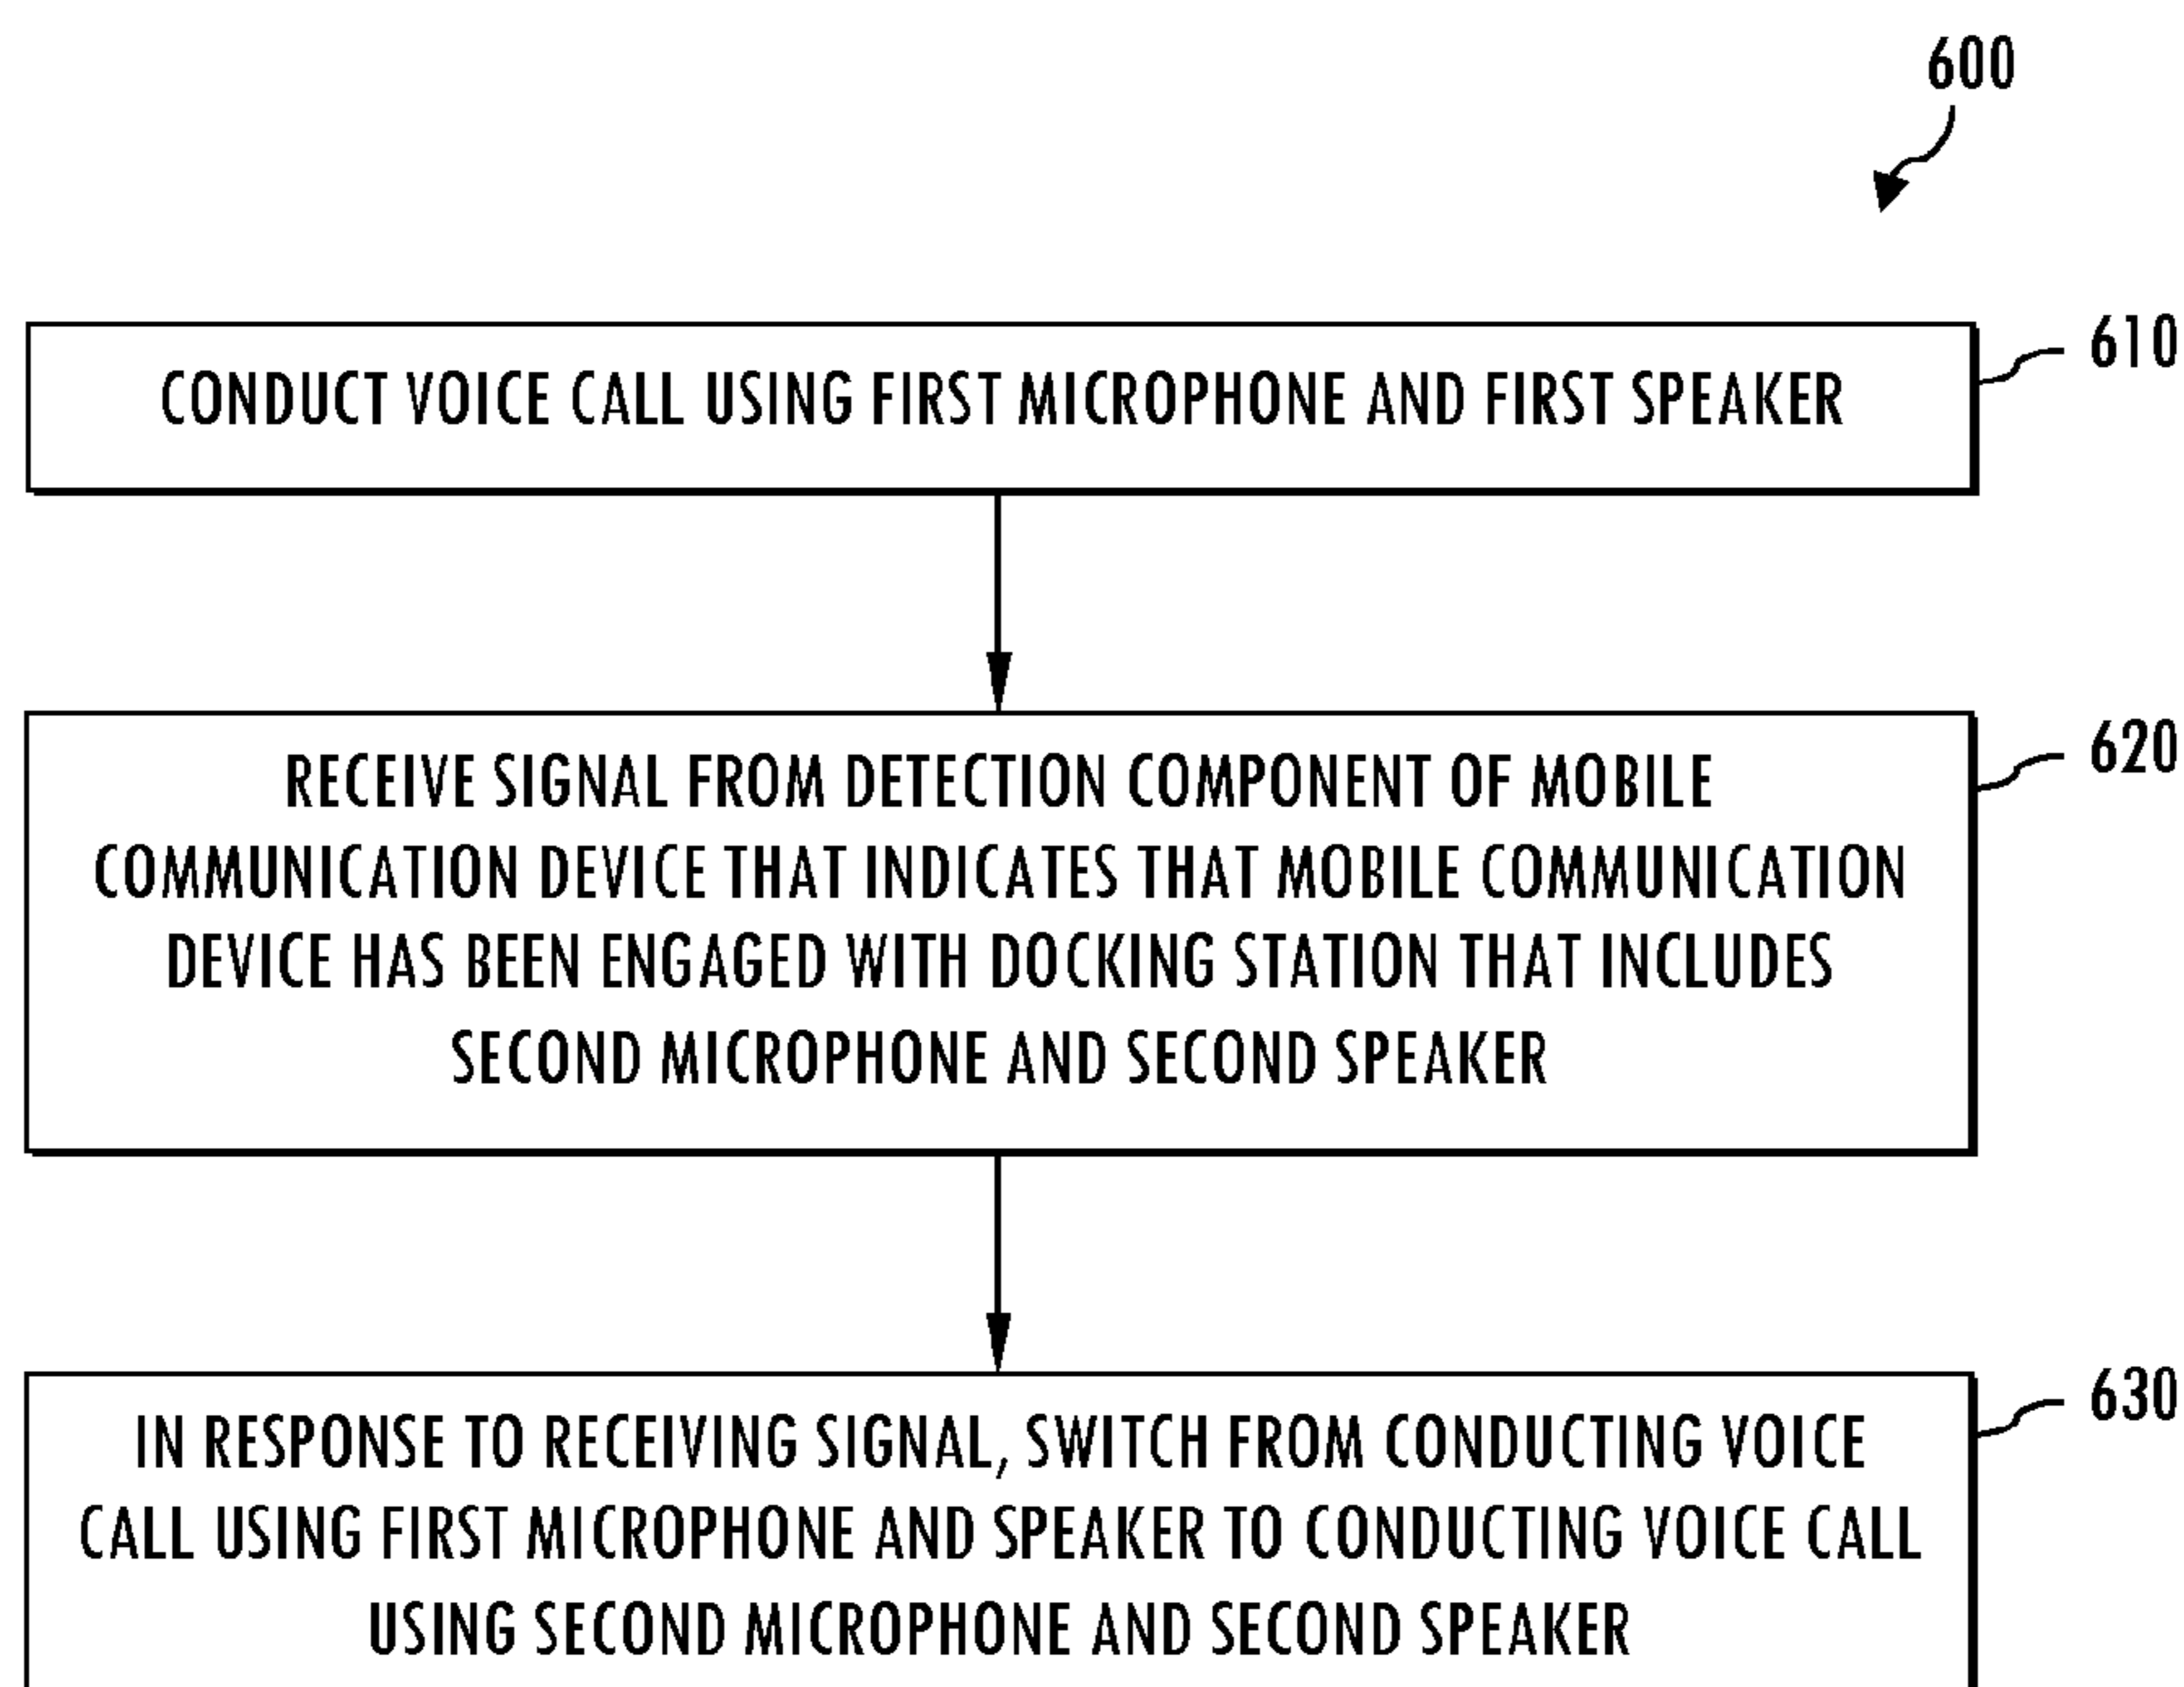 600
CONDUCT VOICE CALL USING FIRST MICROPHONE AND FIRST SPEAKER
610
RECEIVE SIGNAL FROM DETECTION COMPONENT OF MOBILE
COMMUNICATION DEVICE THAT INDICATES THAT MOBILE COMMUNICATION
DEVICE HAS BEEN ENGAGED WITH DOCKING STATION THAT INCLUDES
SECOND MICROPHONE AND SECOND SPEAKER
620
IN RESPONSE TO RECEIVING SIGNAL, SWITCH FROM CONDUCTING VOICE
CALL USING FIRST MICROPHONE AND SPEAKER TO CONDUCTING VOICE CALL
USING SECOND MICROPHONE AND SECOND SPEAKER
630